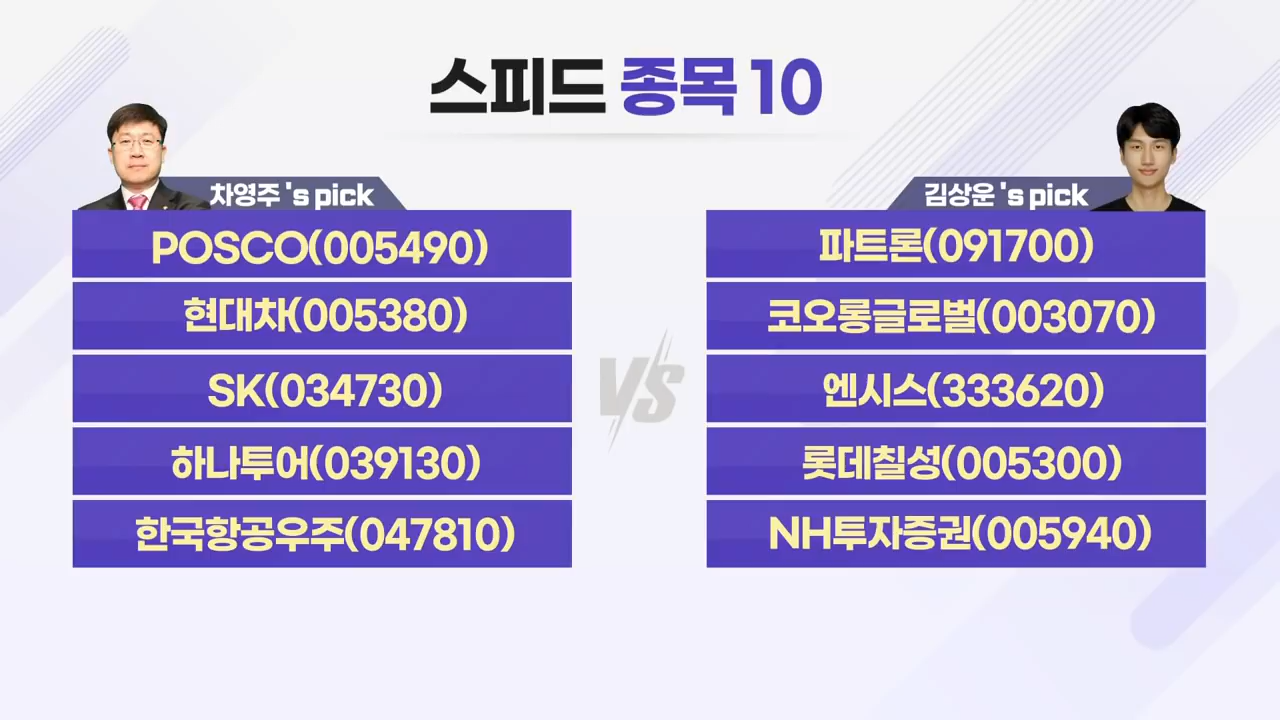 스피드 종목 10
차영주 's pick
POSCO(005490)
현대차(005380)
SK(034730)
하나투어(039130)
한국항공우주(047810)
VS
김상운 's pick
파트론(091700)
코오롱글로벌(003070)
엔시스(333620)
롯데칠성(005300)
NH투자증권(005940)